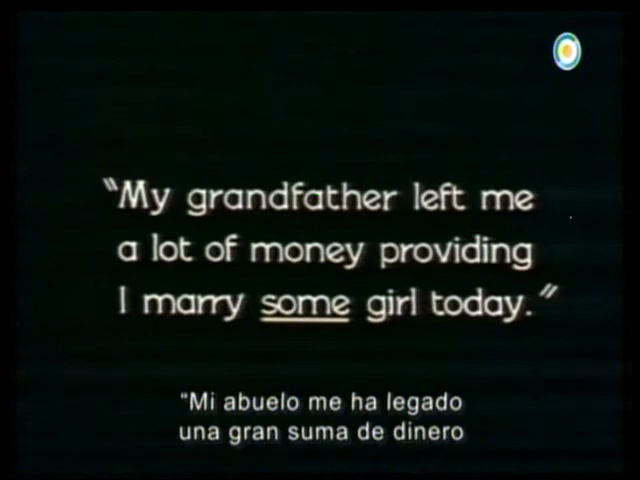 "My grandfather left me
a lot of money providing
I marry some girl today."
"Mi abuelo me ha legado
una gran suma de dinero